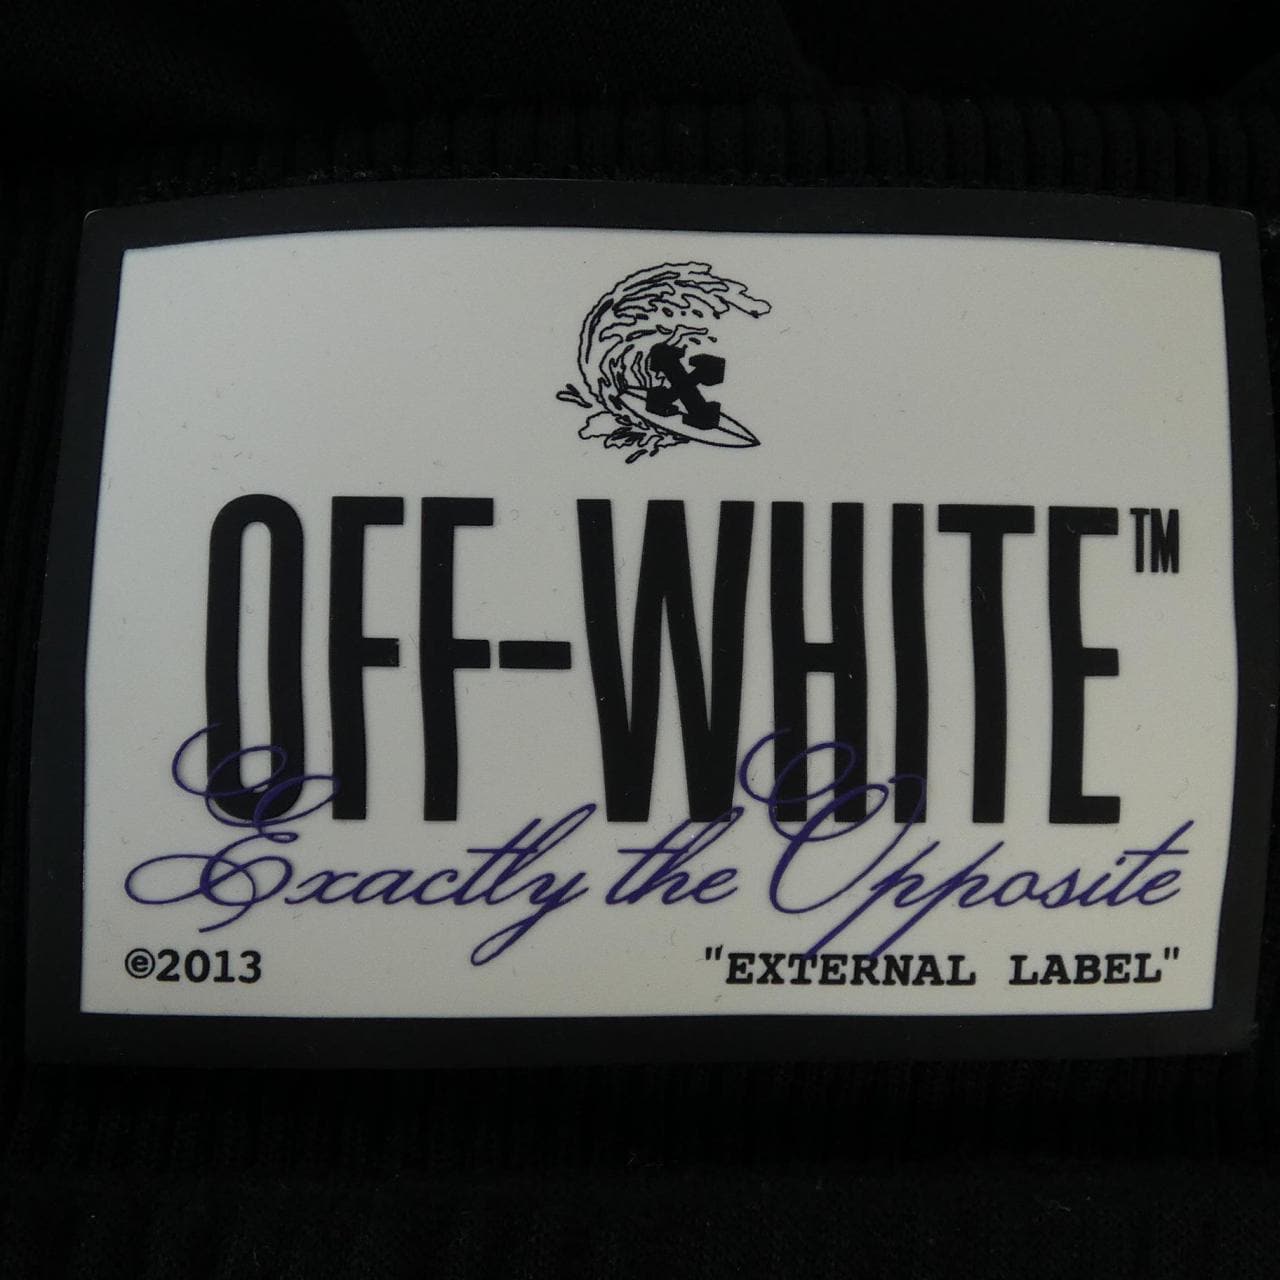 OFF-WHITE™
Exactly the Opposite
©2013 "EXTERNAL LABEL"